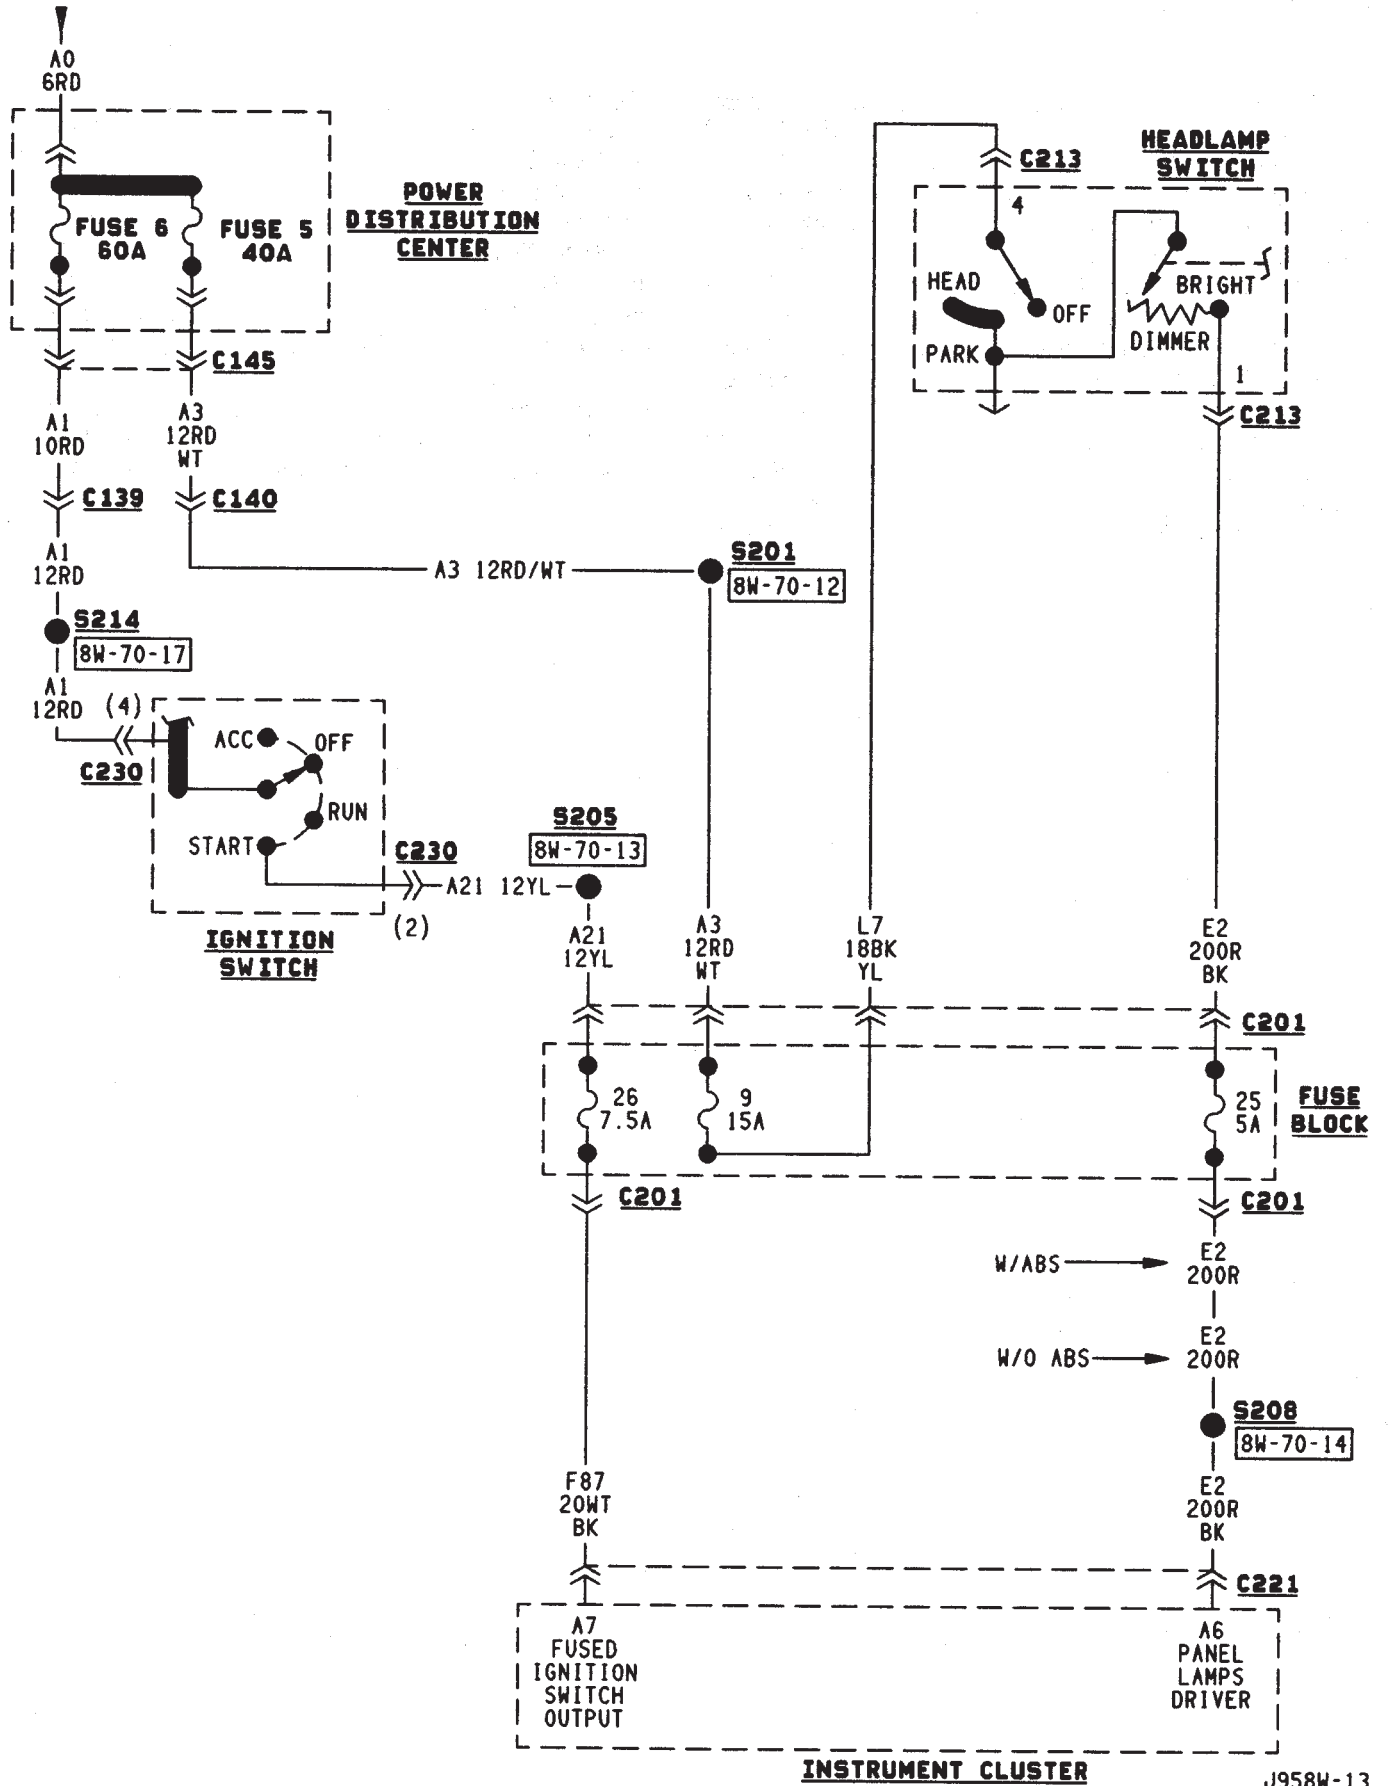 A0
6RD
POWER
DISTRIBUTION
CENTER
FUSE 6
60A
FUSE 5
40A
C145
A1
10RD
A3
12RD
WT
C139
C140
A1
12RD
A3 12RD/WT
S201
8W-70-12
S214
8W-70-17
A1
12RD
(4)
C230
ACC
OFF
RUN
START
C230
(2)
IGNITION
SWITCH
A21 12YL
S205
8W-70-13
HEADLAMP
SWITCH
C213
4
HEAD
OFF
PARK
BRIGHT
DIMMER
1
C213
A21
12YL
A3
12RD
WT
L7
18BK
YL
E2
20OR
BK
C201
26
7.5A
9
15A
25
5A
FUSE
BLOCK
C201
C201
W/ABS
E2
20OR
W/O ABS
E2
20OR
S208
8W-70-14
F87
20WT
BK
E2
20OR
BK
C221
A7
FUSED
IGNITION
SWITCH
OUTPUT
A6
PANEL
LAMPS
DRIVER
INSTRUMENT CLUSTER
J958W-13